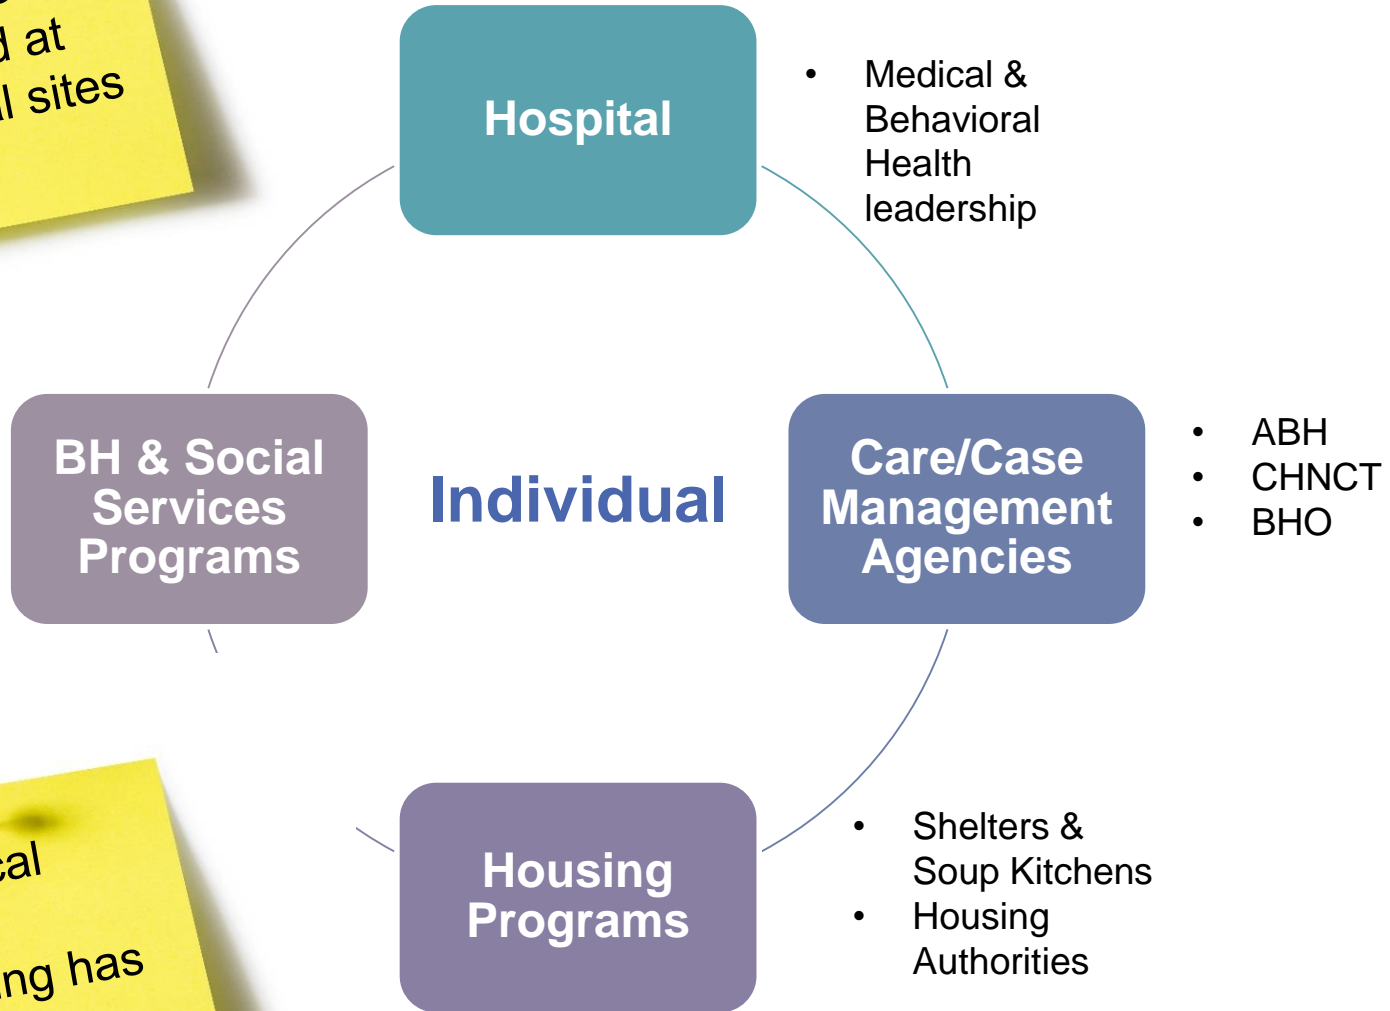 d at
l sites
Hospital
• Medical &
Behavioral
Health
leadership
BH & Social
Services
Programs
Individual
Care/Case
Management
Agencies
• ABH
• CHNCT
• BHO
cal
ng has
Housing
Programs
• Shelters &
Soup Kitchens
• Housing
Authorities